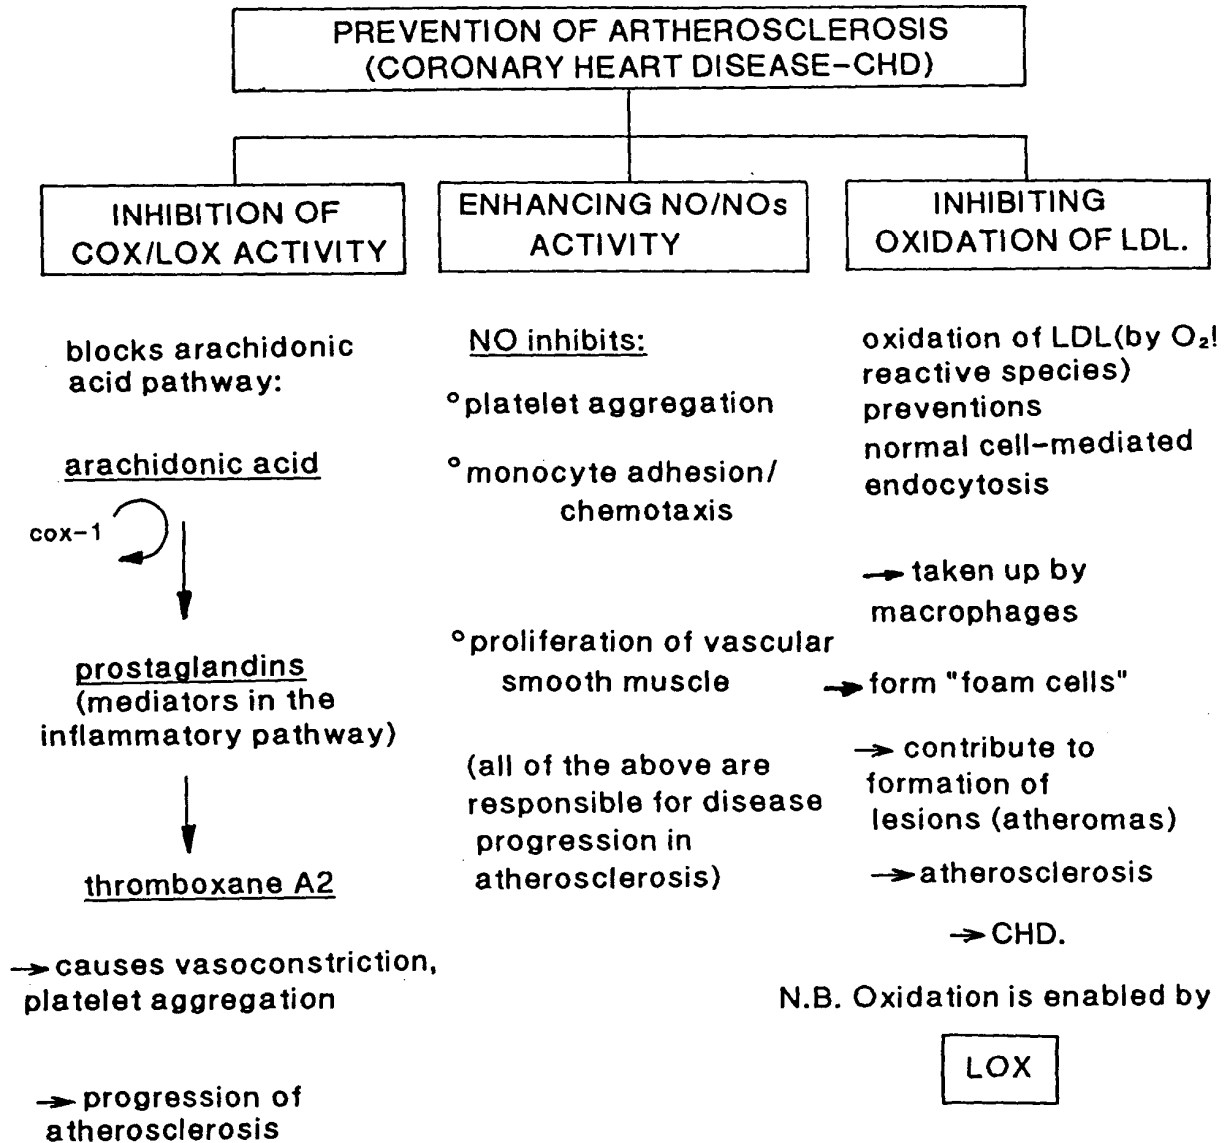 PREVENTION OF ARTHEROSCLEROSIS
(CORONARY HEART DISEASE-CHD)
INHIBITION OF
COX/LOX ACTIVITY
blocks arachidonic
acid pathway:
arachidonic acid
cox-1
prostaglandins
(mediators in the
inflammatory pathway)
thromboxane A2
→ causes vasoconstriction,
platelet aggregation
→ progression of
atherosclerosis
ENHANCING NO/NOs
ACTIVITY
NO inhibits:
° platelet aggregation
° monocyte adhesion/
chemotaxis
° proliferation of vascular
smooth muscle
(all of the above are
responsible for disease
progression in
atherosclerosis)
INHIBITING
OXIDATION OF LDL.
oxidation of LDL(by O₂!
reactive species)
preventions
normal cell-mediated
endocytosis
→ taken up by
macrophages
→ form "foam cells"
→ contribute to
formation of
lesions (atheromas)
→ atherosclerosis
→ CHD.
N.B. Oxidation is enabled by
LOX